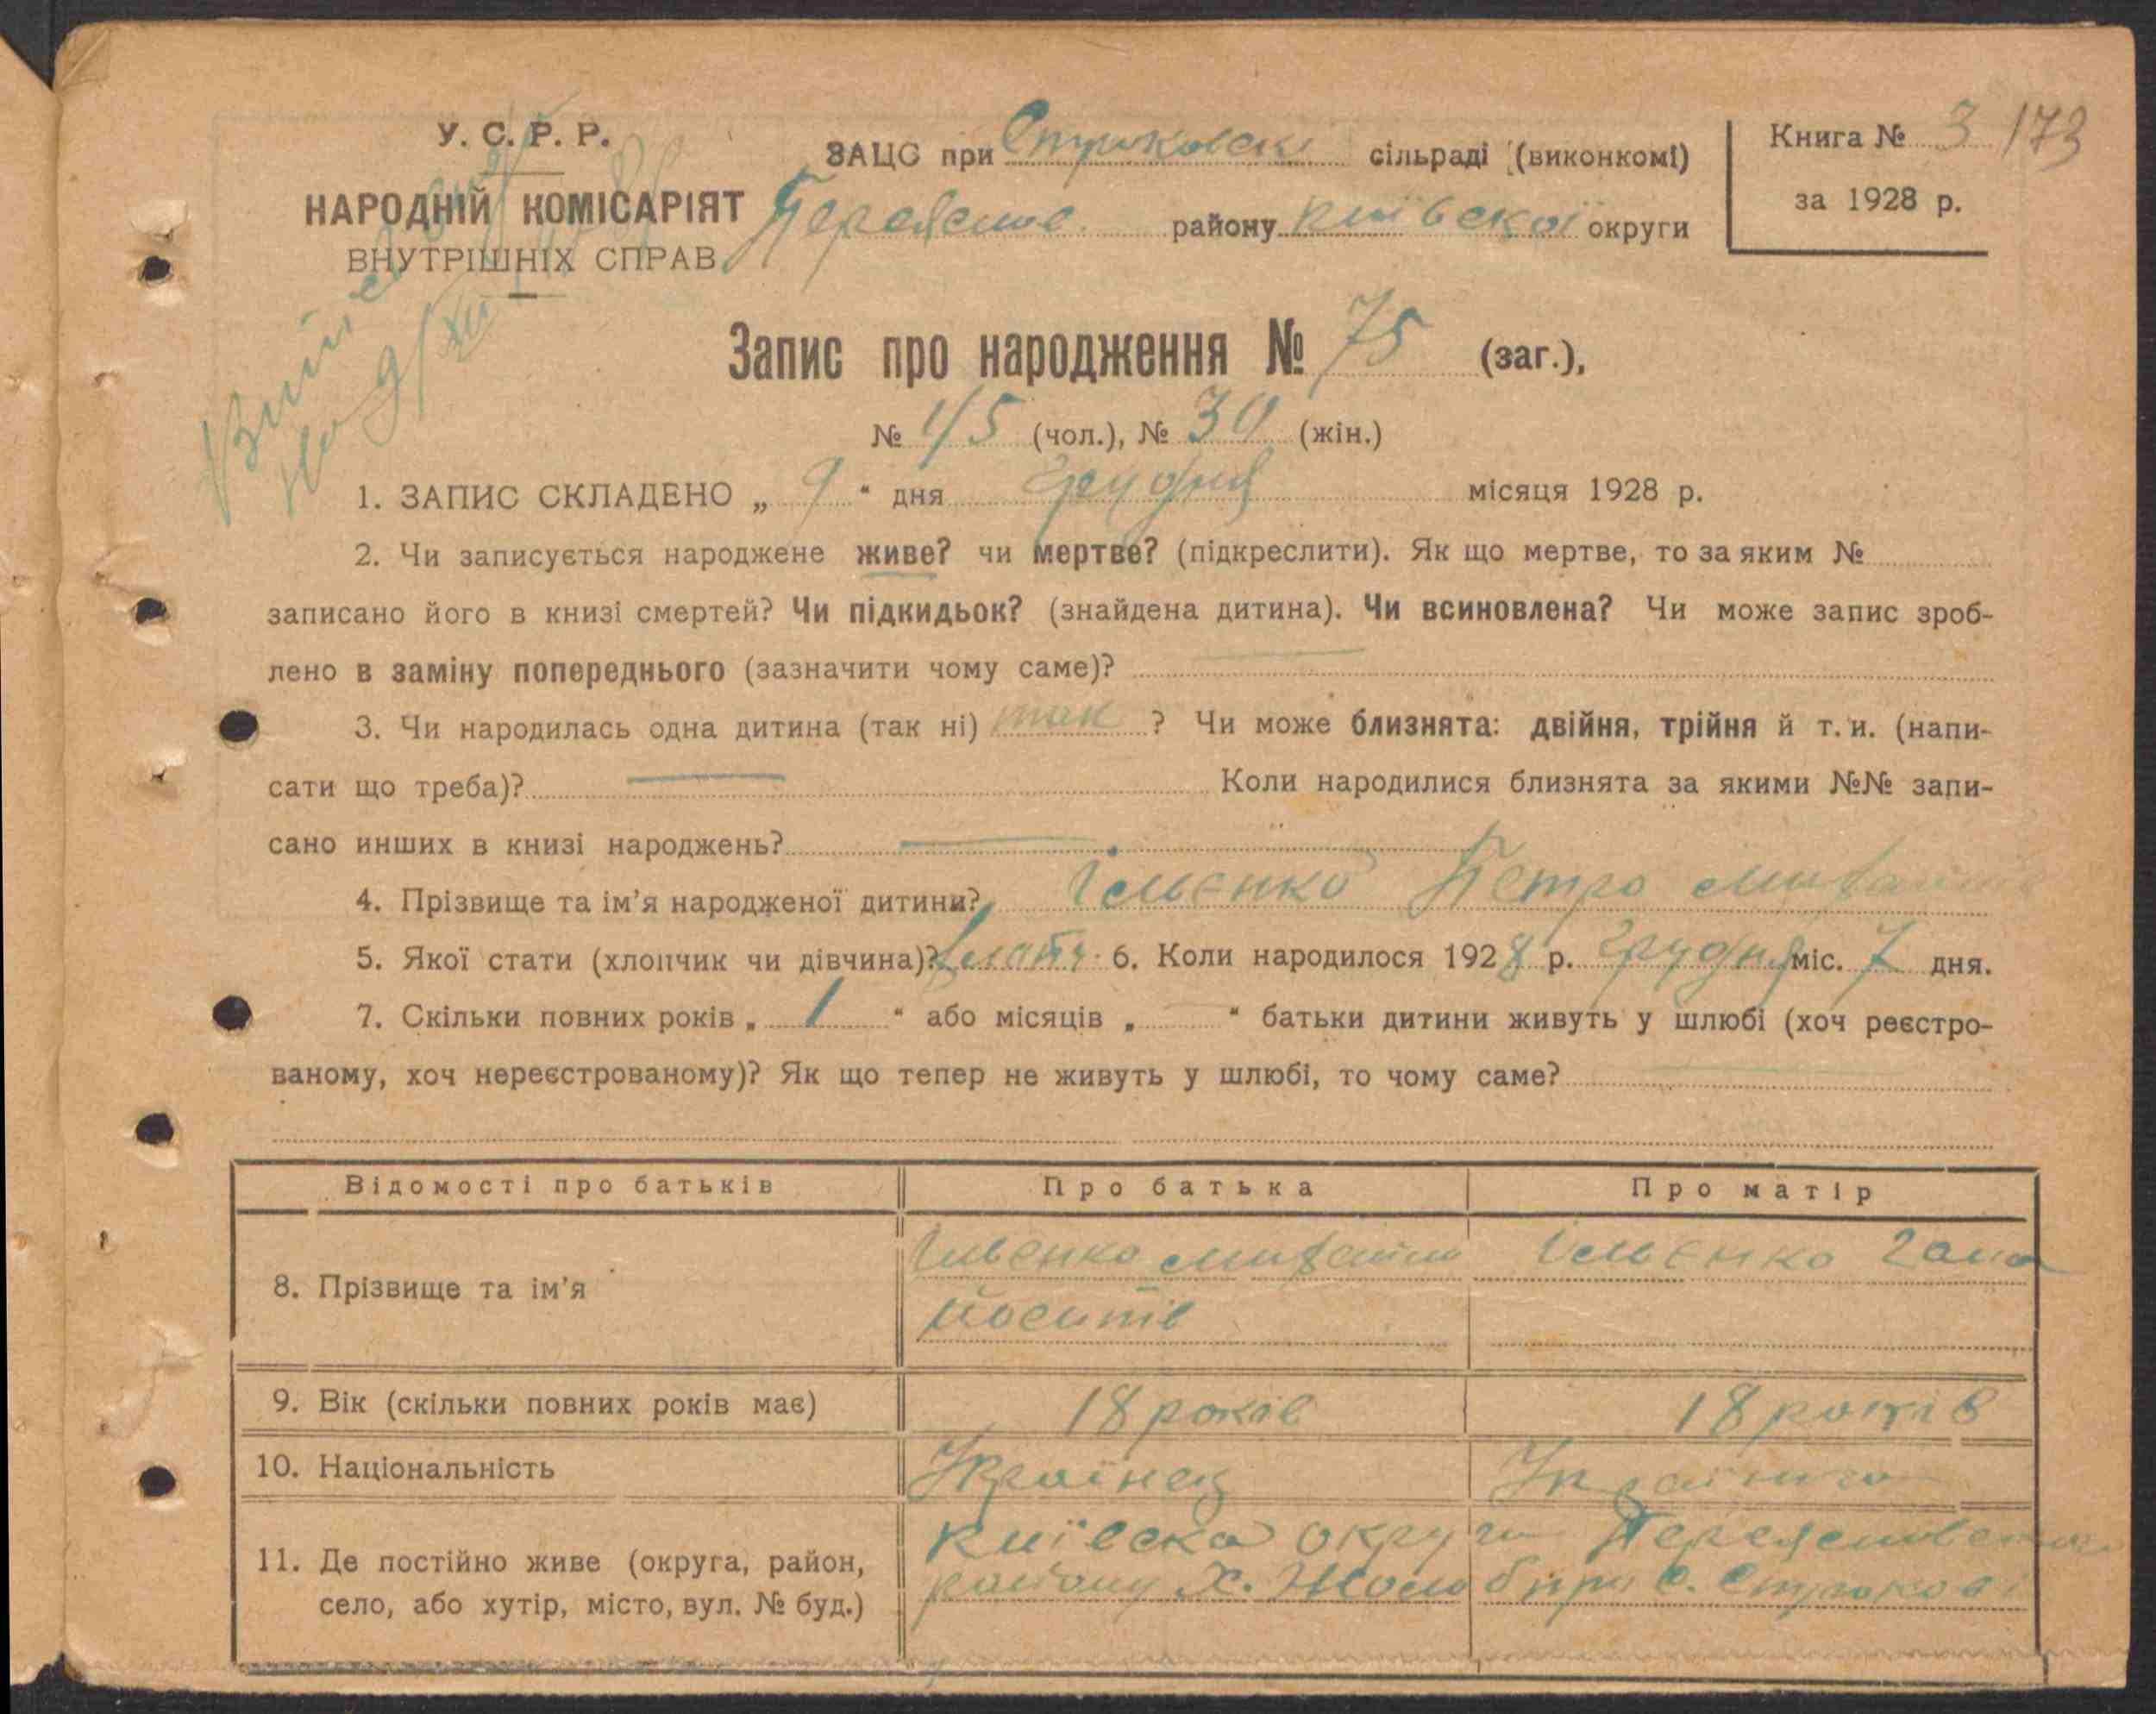 У. С. Р. Р.
НАРОДНІЙ КОМІСАРІЯТ
ВНУТРІШНІХ СПРАВ
ЗАЦС при сільраді (виконкомі)
району київської округи
Книга № 3 173
за 1928 р.
Запис про народження № 75 (заг.),
№ 45 (чол.), № 30 (жін.)
1. ЗАПИС СКЛАДЕНО „ 9 “ дня грудня місяця 1928 р.
2. Чи записується народжене живе? чи мертве? (підкреслити). Як що мертве, то за яким №
записано його в книзі смертей? Чи підкидьок? (знайдена дитина). Чи всиновлена? Чи може запис зроб-
лено в заміну попереднього (зазначити чому саме)?
3. Чи народилась одна дитина (так ні) так ? Чи може близнята: двійня, трійня й т. и. (напи-
сати що треба)? Коли народилися близнята за якими №№ запи-
сано инших в книзі народжень?
4. Прізвище та ім’я народженої дитини? Петро
5. Якої стати (хлопчик чи дівчина)? 6. Коли народилося 1928 р. грудня міс. 7 дня.
7. Скільки повних років „ 1 “ або місяців „ “ батьки дитини живуть у шлюбі (хоч реєстро-
ваному, хоч нереєстрованому)? Як що тепер не живуть у шлюбі, то чому саме?
Відомості про батьків Про батька Про матір
8. Прізвище та ім’я
9. Вік (скільки повних років має) 18 років 18 років
10. Національність Українец Українка
11. Де постійно живе (округа, район,
село, або хутір, місто, вул. № буд.)
київска округи
району х. при с.